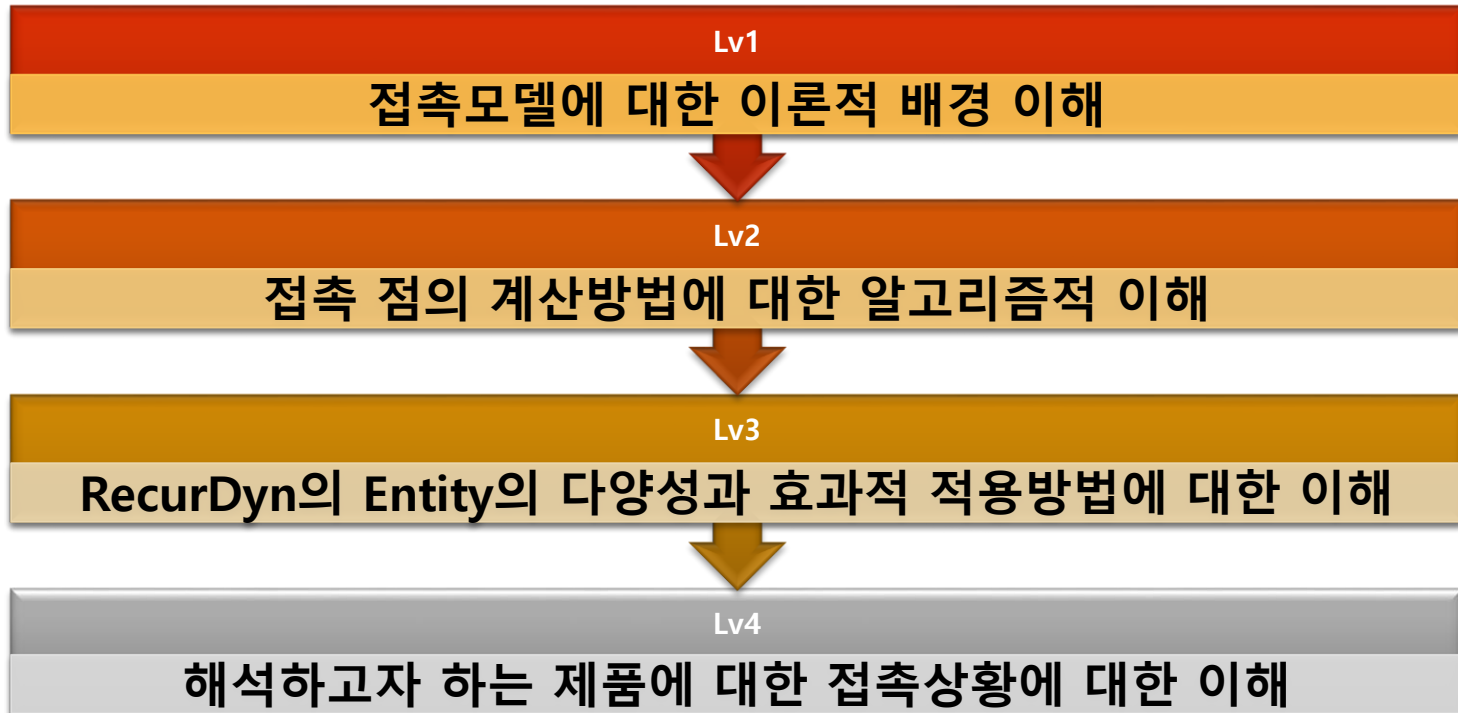 Lv1
접촉모델에 대한 이론적 배경 이해
Lv2
접촉 점의 계산방법에 대한 알고리즘적 이해
Lv3
RecurDyn의 Entity의 다양성과 효과적 적용방법에 대한 이해
Lv4
해석하고자 하는 제품에 대한 접촉상황에 대한 이해